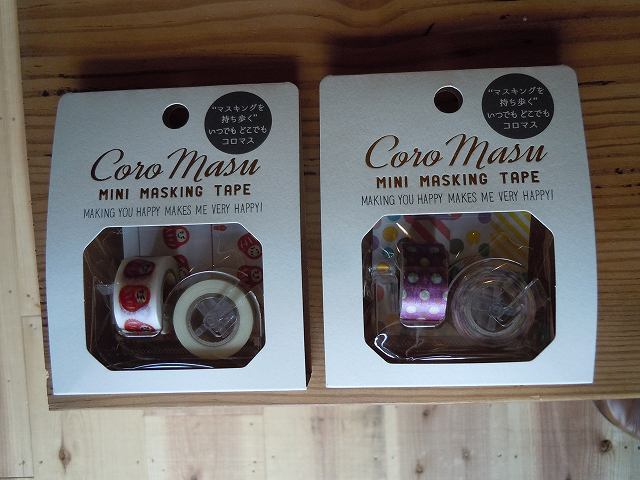 "マスキングを
持ち歩く"
いつでも どこでも
コロマス
Coro Masu
MINI MASKING TAPE
MAKING YOU HAPPY MAKES ME VERY HAPPY!
"マスキングを
持ち歩く"
いつでも どこでも
コロマス
Coro Masu
MINI MASKING TAPE
MAKING YOU HAPPY MAKES ME VERY HAPPY!